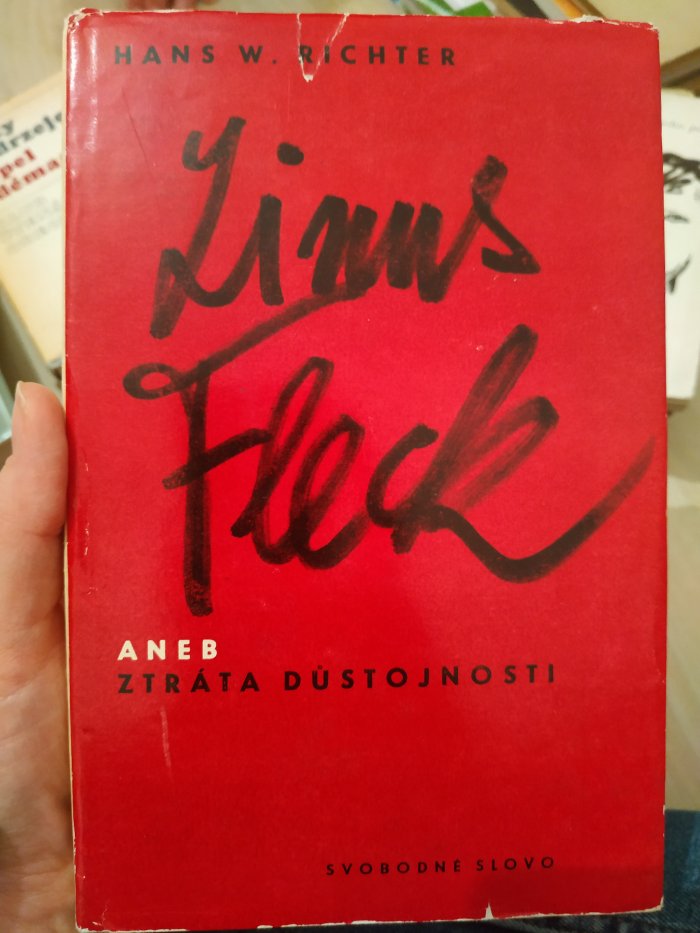 HANS W. RICHTER
Linus
Fleck
ANEB
ZTRÁTA DŮSTOJNOSTI
SVOBODNÉ SLOVO